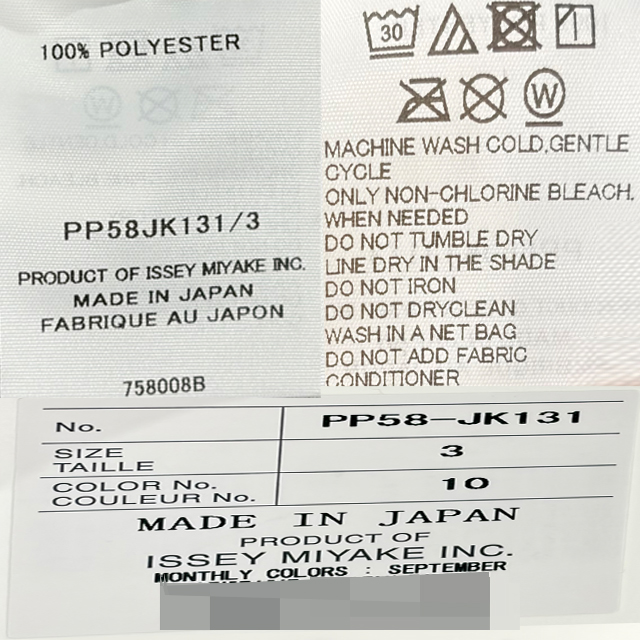 100% POLYESTER
PP58JK131/3
PRODUCT OF ISSEY MIYAKE INC.
MADE IN JAPAN
FABRIQUE AU JAPON
758008B
30
W
MACHINE WASH COLD,GENTLE
CYCLE
ONLY NON-CHLORINE BLEACH.
WHEN NEEDED
DO NOT TUMBLE DRY
LINE DRY IN THE SHADE
DO NOT IRON
DO NOT DRYCLEAN
WASH IN A NET BAG
DO NOT ADD FABRIC
CONDITIONER
No. PP58-JK131
SIZE
TAILLE 3
COLOR No.
COULEUR No. 10
MADE IN JAPAN
PRODUCT OF
ISSEY MIYAKE INC.
MONTHLY COLORS : SEPTEMBER